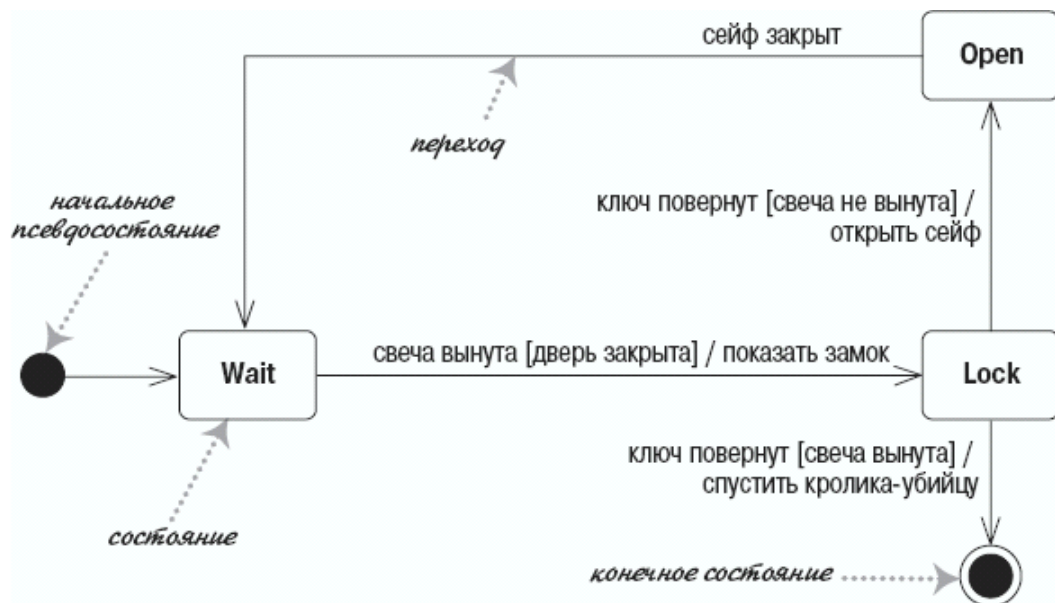 сейф закрыт
Open
переход
начальное
псевдосостояние
ключ повернут [свеча не вынута] /
открыть сейф
Wait
свеча вынута [дверь закрыта] / показать замок
Lock
ключ повернут [свеча вынута] /
спустить кролика-убийцу
состояние
конечное состояние